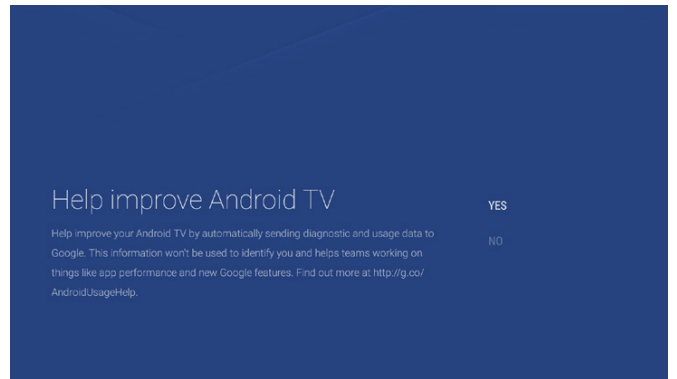 Help improve Android TV
Help improve your Android TV by automatically sending diagnostic and usage data to
Google. This information won't be used to identify you and helps teams working on
things like app performance and new Google features. Find out more at http://g.co/
AndroidUsageHelp.
YES
NO